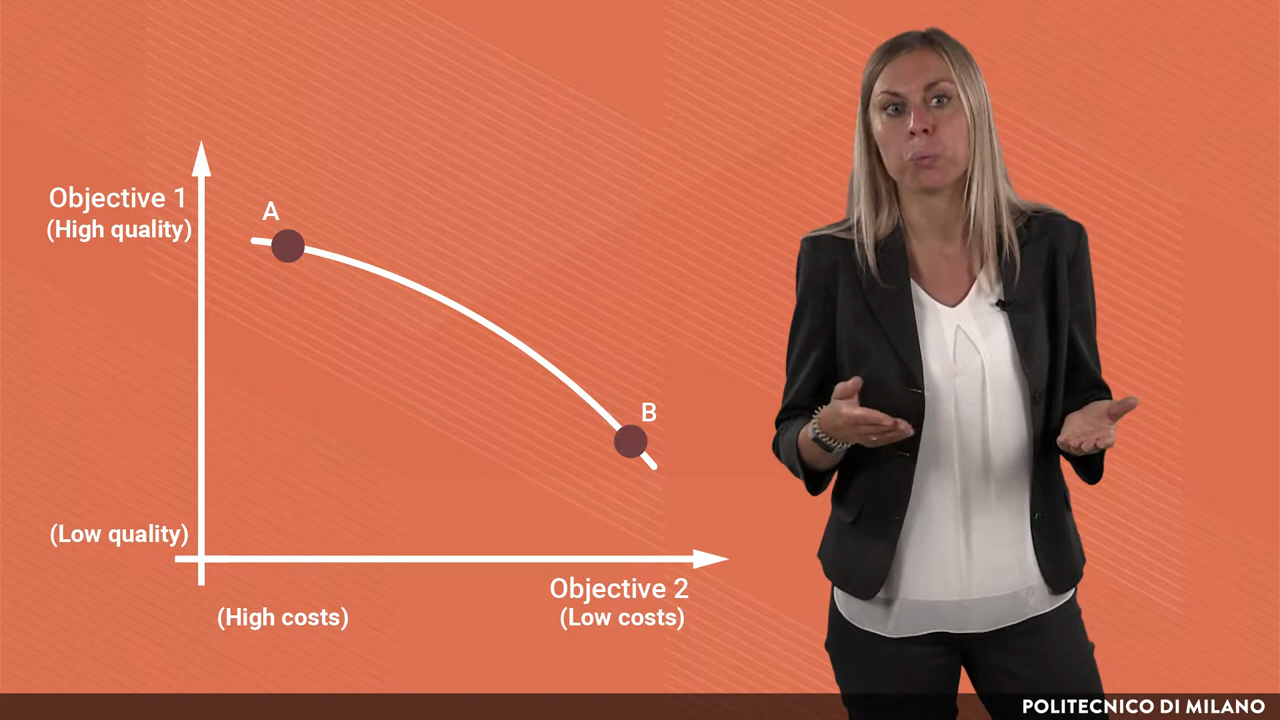 Objective 1
(High quality)
A
B
(Low quality)
Objective 2
(High costs)
(Low costs)
POLITECNICO DI MILANO